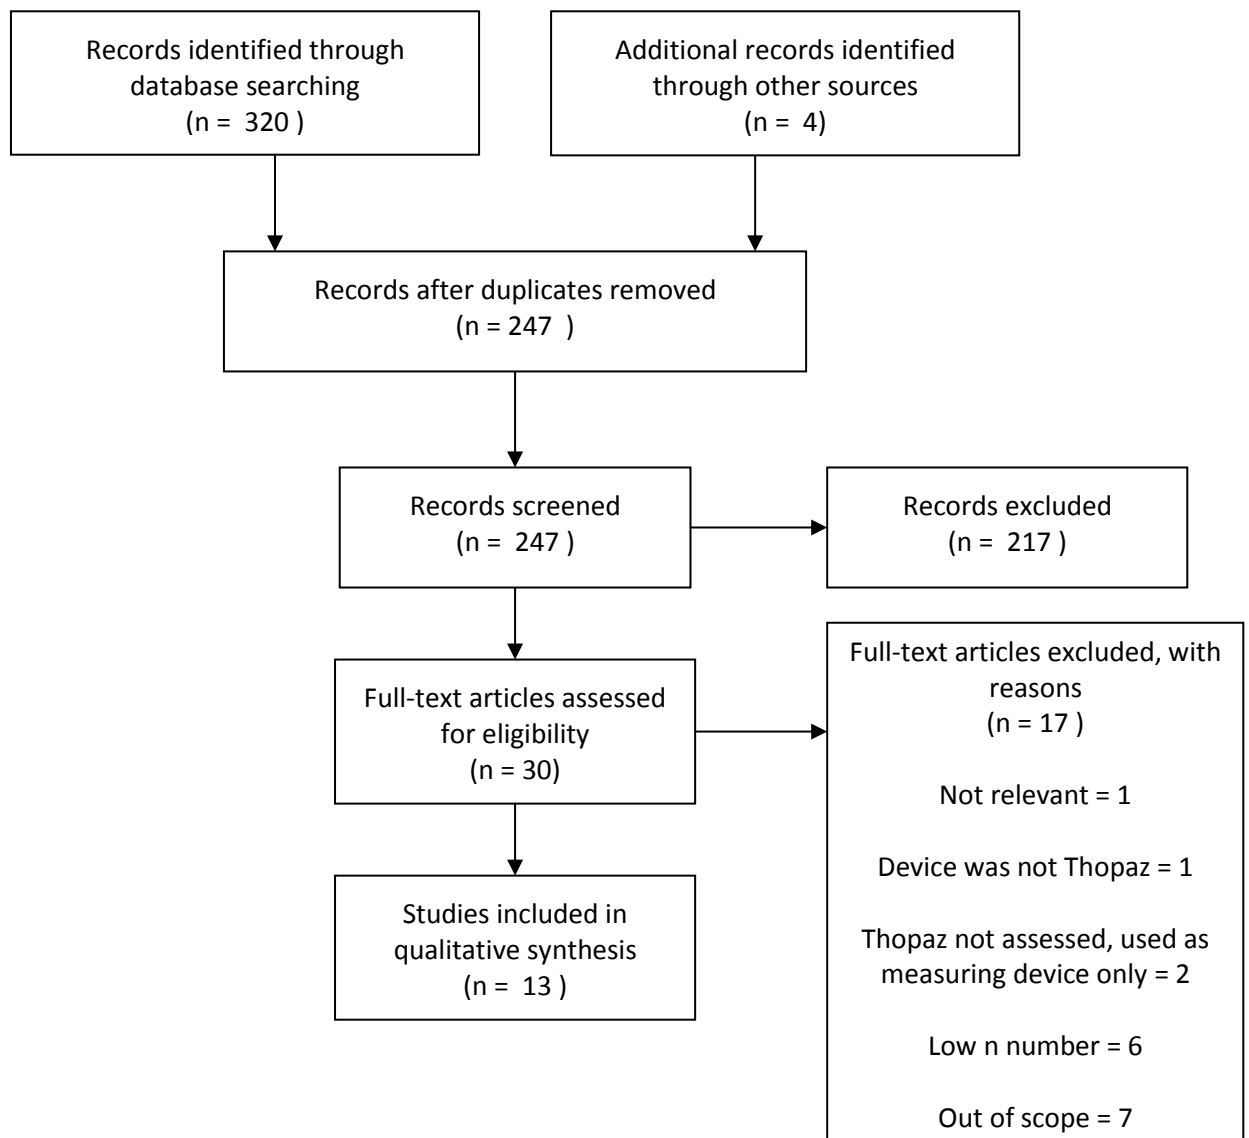 Records identified through
database searching
(n =  320 )
Additional records identified
through other sources
(n =  4)
Records after duplicates removed
(n = 247  )
Records screened
(n =  247 )
Records excluded
(n =  217 )
Full-text articles assessed
for eligibility
(n = 30)
Full-text articles excluded, with
reasons
(n = 17 )
Not relevant = 1
Device was not Thopaz = 1
Thopaz not assessed, used as
measuring device only = 2
Low n number = 6
Out of scope = 7
Studies included in
qualitative synthesis
(n =  13 )